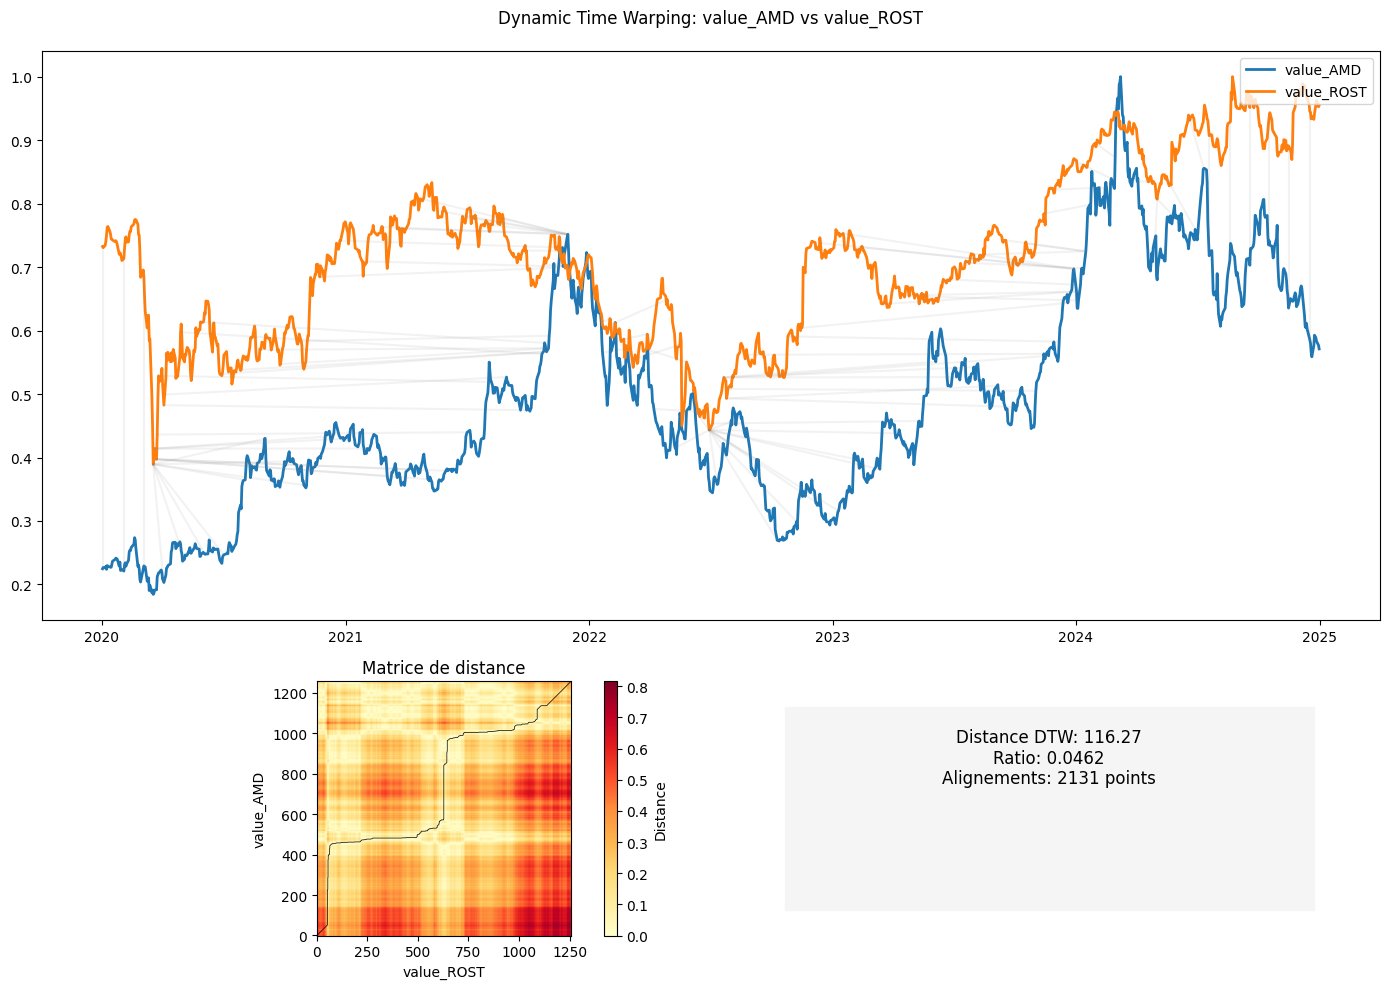 Dynamic Time Warping: value_AMD vs value_ROST
value_AMD
value_ROST
1.0
0.9
0.8
0.7
0.6
0.5
0.4
0.3
0.2
2020 2021 2022 2023 2024 2025
Matrice de distance
value_AMD
1200
1000
800
600
400
200
0
0 250 500 750 1000 1250
value_ROST
0.8
0.7
0.6
0.5
0.4
0.3
0.2
0.1
0.0
Distance
Distance DTW: 116.27
Ratio: 0.0462
Alignements: 2131 points